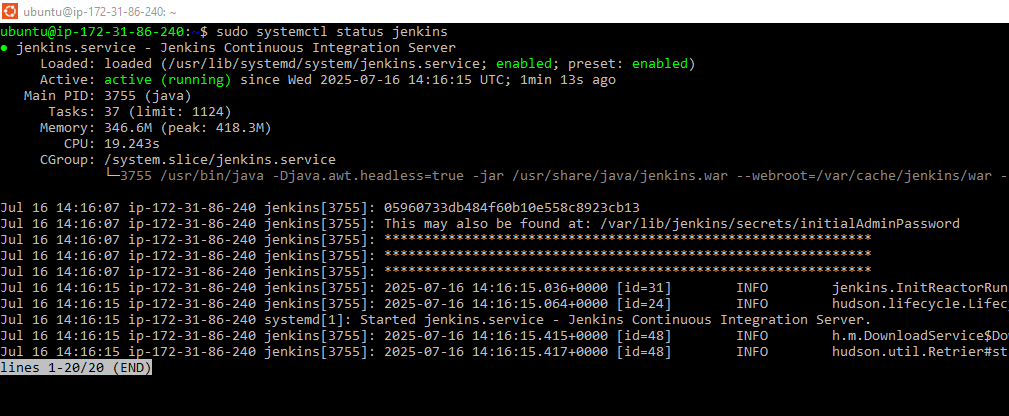 ubuntu@ip-172-31-86-240: ~
ubuntu@ip-172-31-86-240:~$ sudo systemctl status jenkins
● jenkins.service - Jenkins Continuous Integration Server
     Loaded: loaded (/usr/lib/systemd/system/jenkins.service; enabled; preset: enabled)
     Active: active (running) since Wed 2025-07-16 14:16:15 UTC; 1min 13s ago
   Main PID: 3755 (java)
      Tasks: 37 (limit: 1124)
     Memory: 346.6M (peak: 418.3M)
        CPU: 19.243s
     CGroup: /system.slice/jenkins.service
             └─3755 /usr/bin/java -Djava.awt.headless=true -jar /usr/share/java/jenkins.war --webroot=/var/cache/jenkins/war -
Jul 16 14:16:07 ip-172-31-86-240 jenkins[3755]: 05960733db484f60b10e558c8923cb13
Jul 16 14:16:07 ip-172-31-86-240 jenkins[3755]: This may also be found at: /var/lib/jenkins/secrets/initialAdminPassword
Jul 16 14:16:07 ip-172-31-86-240 jenkins[3755]: *************************************************************
Jul 16 14:16:07 ip-172-31-86-240 jenkins[3755]: *************************************************************
Jul 16 14:16:07 ip-172-31-86-240 jenkins[3755]: *************************************************************
Jul 16 14:16:15 ip-172-31-86-240 jenkins[3755]: 2025-07-16 14:16:15.036+0000 [id=31]        INFO        jenkins.InitReactorRun
Jul 16 14:16:15 ip-172-31-86-240 jenkins[3755]: 2025-07-16 14:16:15.064+0000 [id=24]        INFO        hudson.lifecycle.Lifec
Jul 16 14:16:15 ip-172-31-86-240 systemd[1]: Started jenkins.service - Jenkins Continuous Integration Server.
Jul 16 14:16:15 ip-172-31-86-240 jenkins[3755]: 2025-07-16 14:16:15.415+0000 [id=48]        INFO        h.m.DownloadService$Dow
Jul 16 14:16:15 ip-172-31-86-240 jenkins[3755]: 2025-07-16 14:16:15.417+0000 [id=48]        INFO        hudson.util.Retrier#st
lines 1-20/20 (END)